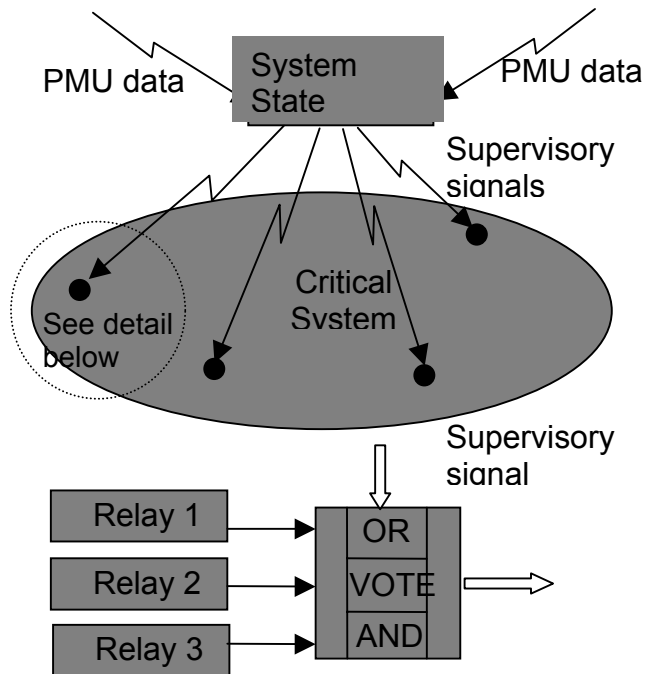 PMU data
System
State
PMU data
Supervisory
signals
Critical
System
See detail
below
Supervisory
signal
Relay 1
OR
Relay 2
VOTE
Relay 3
AND